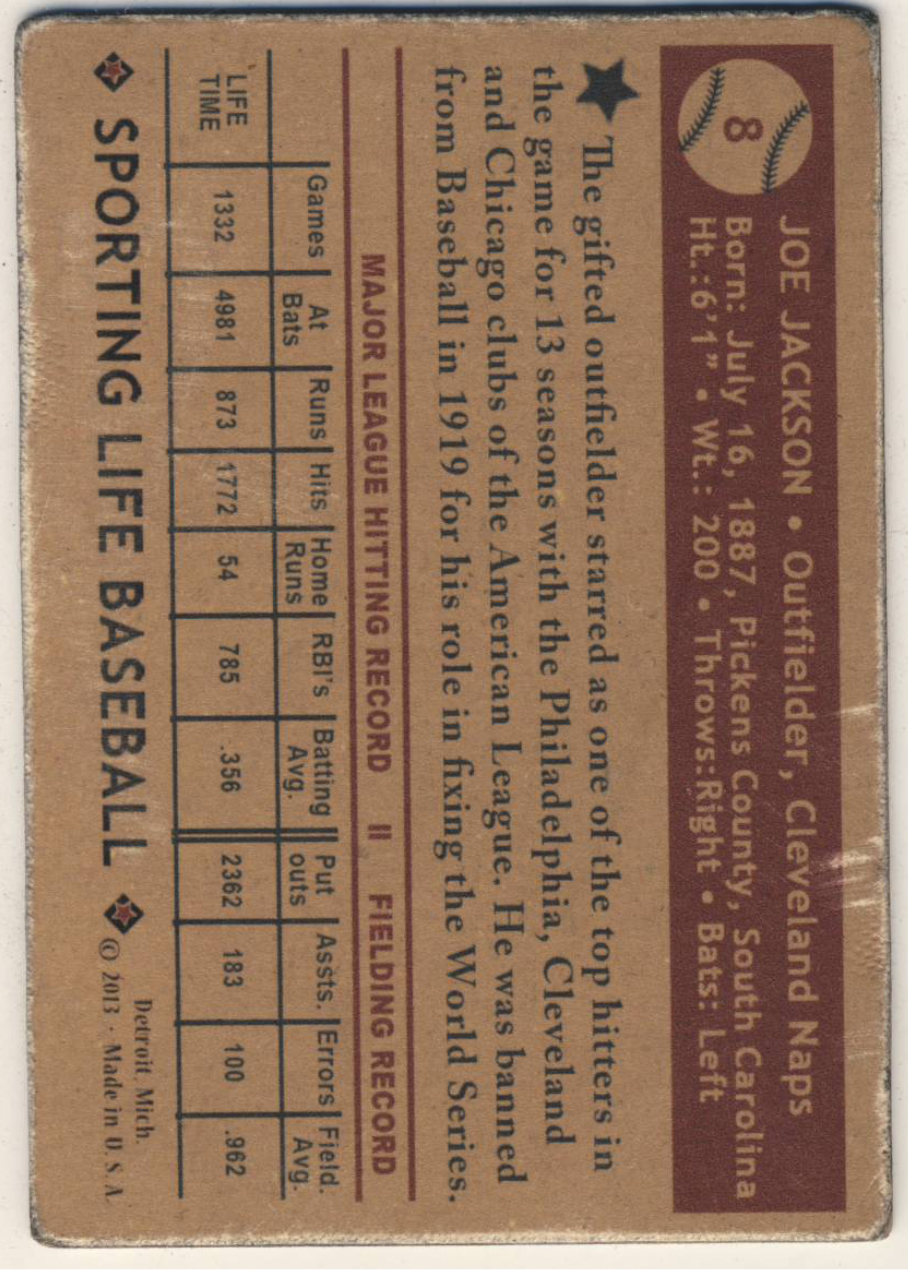 8
JOE JACKSON • Outfielder, Cleveland Naps
Born: July 16, 1887, Pickens County, South Carolina
Ht.:6'1" • Wt.: 200 • Throws:Right • Bats: Left
The gifted outfielder starred as one of the top hitters in
the game for 13 seasons with the Philadelphia, Cleveland
and Chicago clubs of the American League. He was banned
from Baseball in 1919 for his role in fixing the World Series.
MAJOR LEAGUE HITTING RECORD II FIELDING RECORD
Games At Bats Runs Hits Home Runs RBI's Batting Avg. Put outs Assts. Errors Field. Avg.
LIFE TIME 1332 4981 873 1772 54 785 .356 2362 183 100 .962
SPORTING LIFE BASEBALL
Detroit, Mich.
© 2013 · Made in U. S. A.